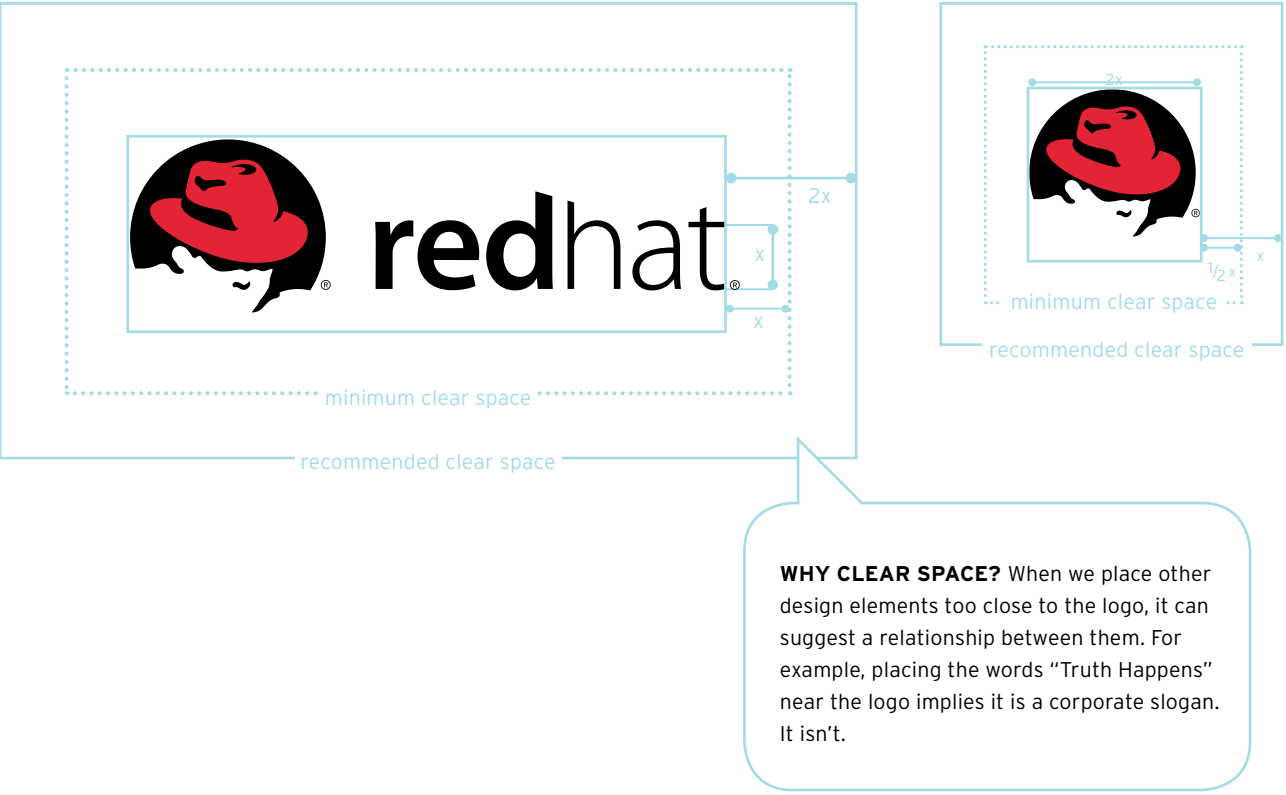 redhat®
®
2x
x
x
minimum clear space
recommended clear space
2x
®
x
1/2 x
minimum clear space
recommended clear space
WHY CLEAR SPACE? When we place other
design elements too close to the logo, it can
suggest a relationship between them. For
example, placing the words “Truth Happens”
near the logo implies it is a corporate slogan.
It isn't.